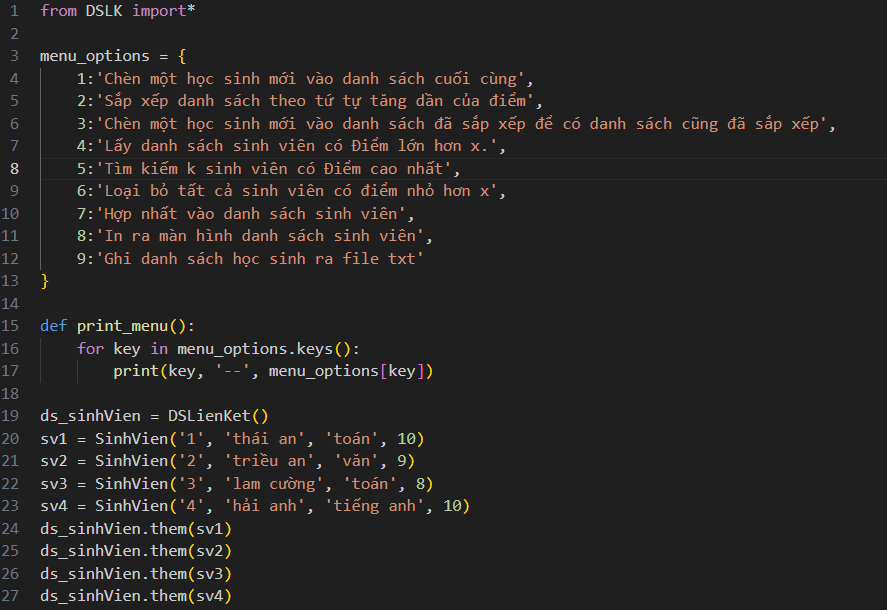 1 from DSLK import*
2
3 menu_options = {
4 1:'Chèn một học sinh mới vào danh sách cuối cùng',
5 2:'Sắp xếp danh sách theo tứ tự tăng dần của điểm',
6 3:'Chèn một học sinh mới vào danh sách đã sắp xếp để có danh sách cũng đã sắp xếp',
7 4:'Lấy danh sách sinh viên có Điểm lớn hơn x.',
8 5:'Tìm kiếm k sinh viên có Điểm cao nhất',
9 6:'Loại bỏ tất cả sinh viên có điểm nhỏ hơn x',
10 7:'Hợp nhất vào danh sách sinh viên',
11 8:'In ra màn hình danh sách sinh viên',
12 9:'Ghi danh sách học sinh ra file txt'
13 }
14
15 def print_menu():
16 for key in menu_options.keys():
17 print(key, '--', menu_options[key])
18
19 ds_sinhVien = DSLienKet()
20 sv1 = SinhVien('1', 'thái an', 'toán', 10)
21 sv2 = SinhVien('2', 'triều an', 'văn', 9)
22 sv3 = SinhVien('3', 'lam cường', 'toán', 8)
23 sv4 = SinhVien('4', 'hải anh', 'tiếng anh', 10)
24 ds_sinhVien.them(sv1)
25 ds_sinhVien.them(sv2)
26 ds_sinhVien.them(sv3)
27 ds_sinhVien.them(sv4)